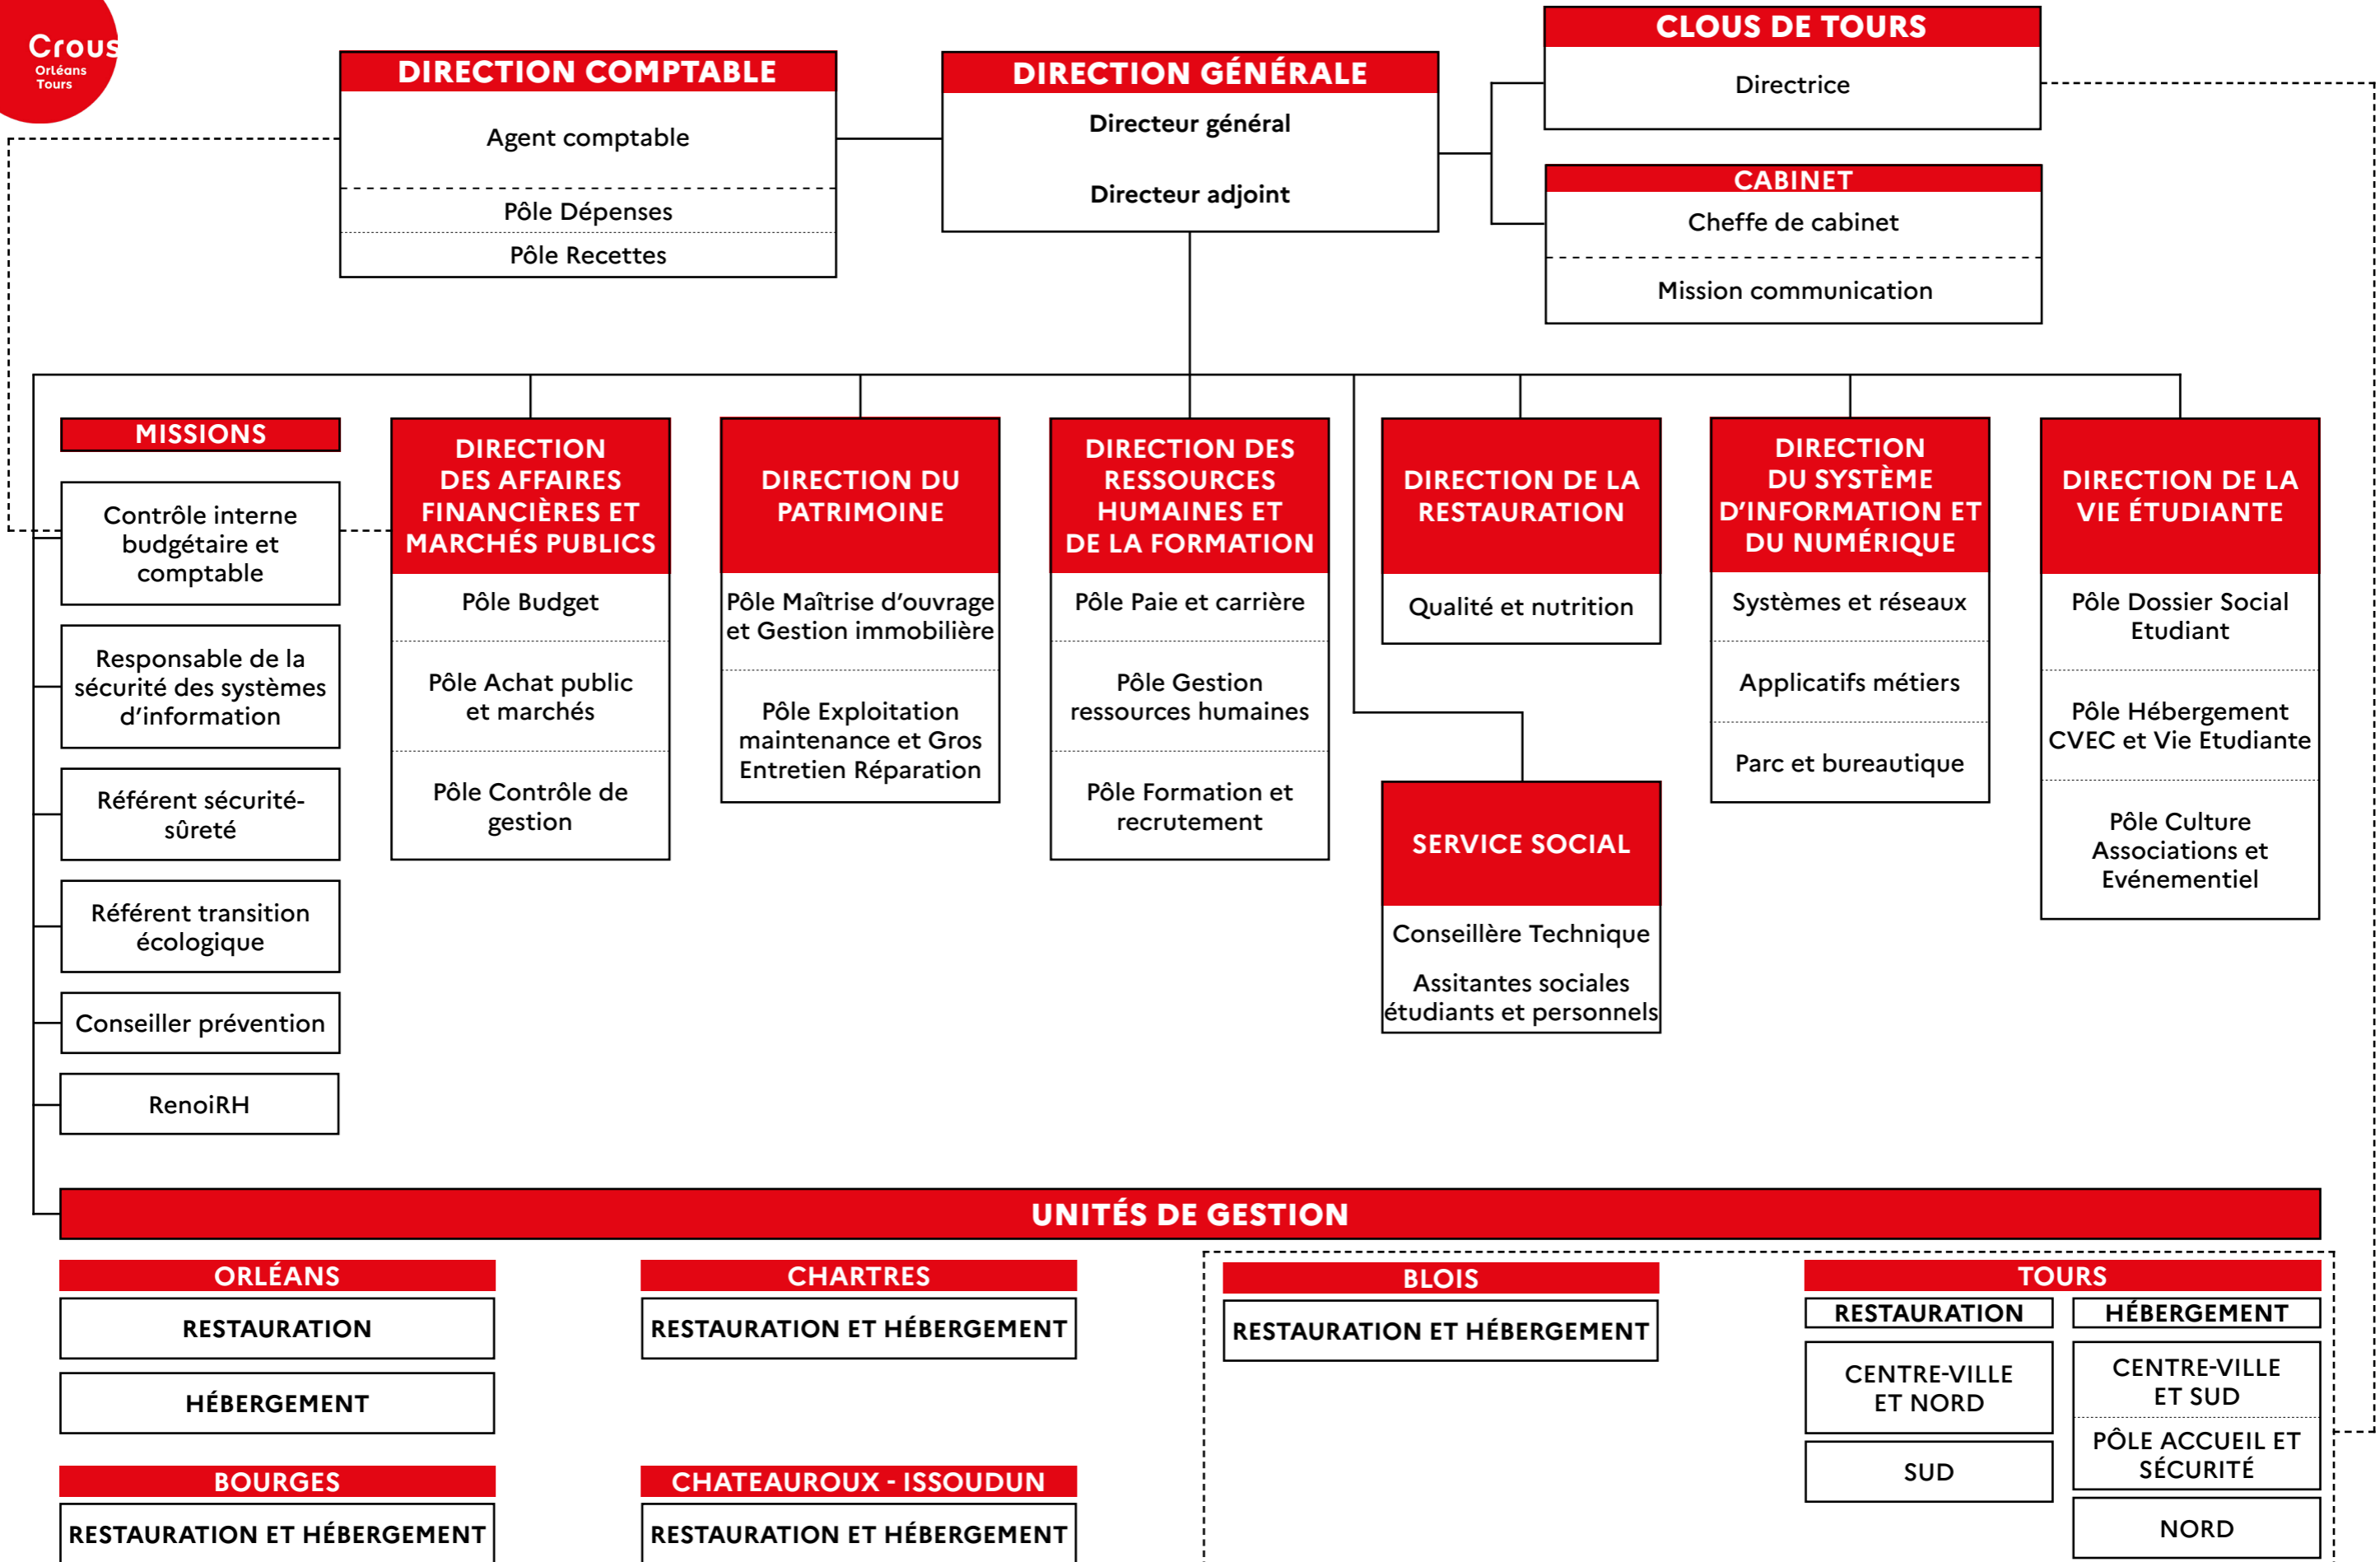 Crous
Orléans
Tours
DIRECTION COMPTABLE
Agent comptable
Pôle Dépenses
Pôle Recettes
DIRECTION GÉNÉRALE
Directeur général
Directeur adjoint
CLOUS DE TOURS
Directrice
CABINET
Cheffe de cabinet
Mission communication
MISSIONS
Contrôle interne
budgétaire et
comptable
Responsable de la
sécurité des systèmes
d'information
Référent sécurité-
sûreté
Référent transition
écologique
Conseiller prévention
RenoiRH
DIRECTION
DES AFFAIRES
FINANCIÈRES ET
MARCHÉS PUBLICS
Pôle Budget
Pôle Achat public
et marchés
Pôle Contrôle de
gestion
DIRECTION DU
PATRIMOINE
Pôle Maîtrise d'ouvrage
et Gestion immobilière
Pôle Exploitation
maintenance et Gros
Entretien Réparation
DIRECTION DES
RESSOURCES
HUMAINES ET
DE LA FORMATION
Pôle Paie et carrière
Pôle Gestion
ressources humaines
Pôle Formation et
recrutement
DIRECTION DE LA
RESTAURATION
Qualité et nutrition
SERVICE SOCIAL
Conseillère Technique
Assitantes sociales
étudiants et personnels
DIRECTION
DU SYSTÈME
D'INFORMATION ET
DU NUMÉRIQUE
Systèmes et réseaux
Applicatifs métiers
Parc et bureautique
DIRECTION DE LA
VIE ÉTUDIANTE
Pôle Dossier Social
Etudiant
Pôle Hébergement
CVEC et Vie Etudiante
Pôle Culture
Associations et
Evénementiel
UNITÉS DE GESTION
ORLÉANS
RESTAURATION
HÉBERGEMENT
BOURGES
RESTAURATION ET HÉBERGEMENT
CHARTRES
RESTAURATION ET HÉBERGEMENT
CHATEAUROUX - ISSOUDUN
RESTAURATION ET HÉBERGEMENT
BLOIS
RESTAURATION ET HÉBERGEMENT
TOURS
RESTAURATION
CENTRE-VILLE
ET NORD
SUD
HÉBERGEMENT
CENTRE-VILLE
ET SUD
PÔLE ACCUEIL ET
SÉCURITÉ
NORD